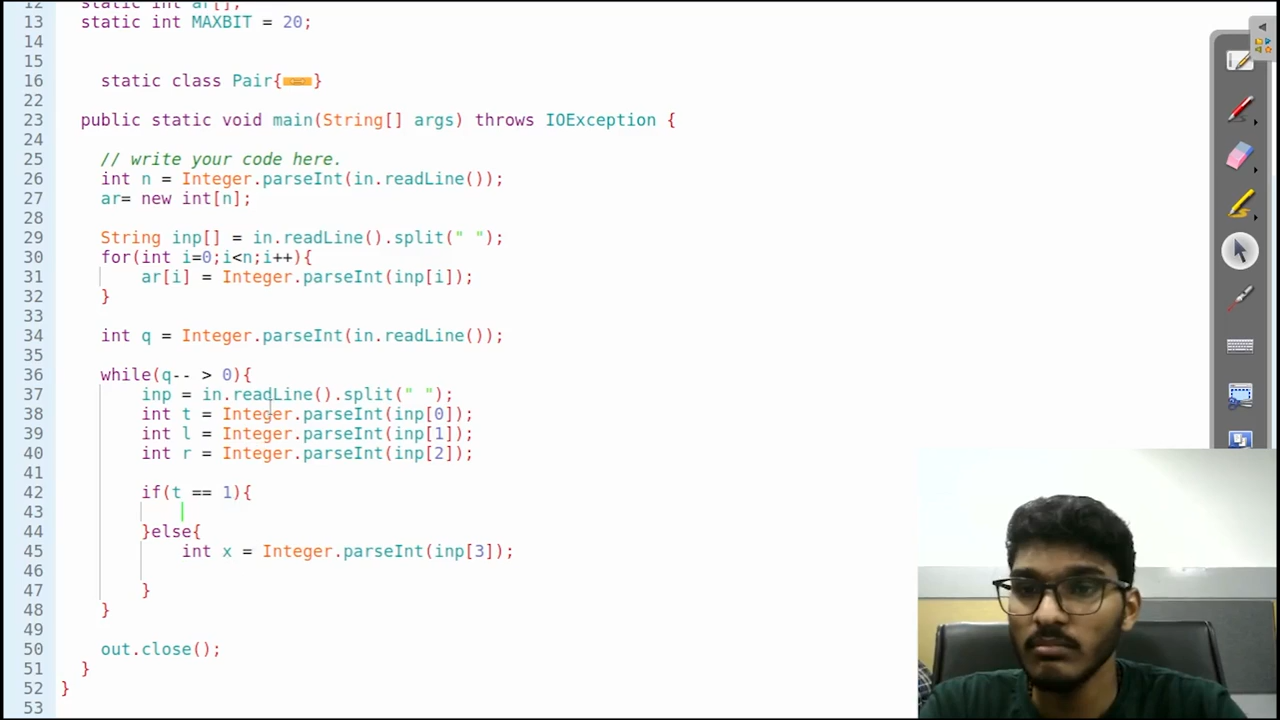 12 static int ar[];
13 static int MAXBIT = 20;
14
15
16 static class Pair{}
22
23 public static void main(String[] args) throws IOException {
24
25 // write your code here.
26 int n = Integer.parseInt(in.readLine());
27 ar= new int[n];
28
29 String inp[] = in.readLine().split(" ");
30 for(int i=0;i<n;i++){
31 ar[i] = Integer.parseInt(inp[i]);
32 }
33
34 int q = Integer.parseInt(in.readLine());
35
36 while(q-- > 0){
37 inp = in.readLine().split(" ");
38 int t = Integer.parseInt(inp[0]);
39 int l = Integer.parseInt(inp[1]);
40 int r = Integer.parseInt(inp[2]);
41
42 if(t == 1){
43
44 }else{
45 int x = Integer.parseInt(inp[3]);
46
47 }
48 }
49
50 out.close();
51 }
52 }
53